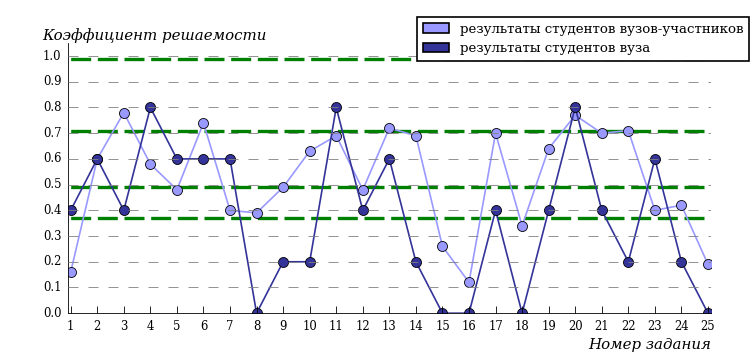 Коэффициент решаемости
результаты студентов вузов-участников
результаты студентов вуза
1.0
0.9
0.8
0.7
0.6
0.5
0.4
0.3
0.2
0.1
0.0
1 2 3 4 5 6 7 8 9 10 11 12 13 14 15 16 17 18 19 20 21 22 23 24 25
Номер задания